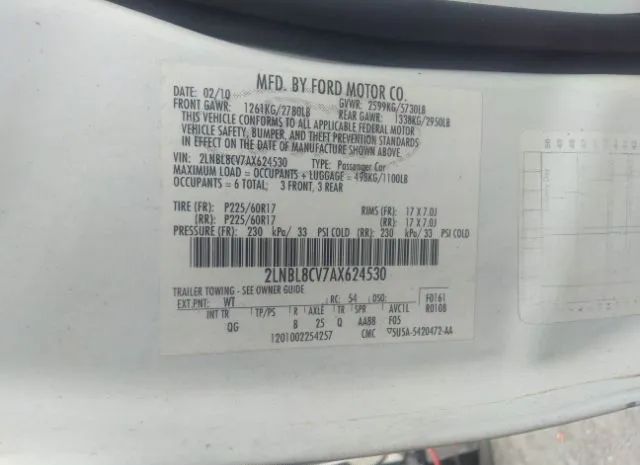 MFD. BY FORD MOTOR CO.
DATE: 02/10 GVWR: 2599KG/5730LB
FRONT GAWR: 1261KG/2780LB REAR GAWR: 1338KG/2950LB
THIS VEHICLE CONFORMS TO ALL APPLICABLE FEDERAL MOTOR
VEHICLE SAFETY, BUMPER, AND THEFT PREVENTION STANDARDS
IN EFFECT ON THE DATE OF MANUFACTURE SHOWN ABOVE.
VIN: 2LNBL8CV7AX624530 TYPE: Passenger Car
MAXIMUM LOAD = OCCUPANTS + LUGGAGE = 498KG/1100LB
OCCUPANTS = 6 TOTAL; 3 FRONT, 3 REAR
TIRE (FR): P225/60R17 RIMS (FR): 17 X 7.0J
(RR): P225/60R17 (RR): 17 X 7.0J
PRESSURE (FR): 230 kPa/ 33 PSI COLD (RR): 230 kPa/ 33 PSI COLD
2LNBL8CV7AX624530
TRAILER TOWING - SEE OWNER GUIDE
EXT.PNT: WT RC: 54 DSO: F0161
INT TR TP/PS R AXLE TR SPR AVC1L R0108
QG B 25 Q AA88 F05
1201002254257 CMC ▽5U5A-5420472-AA